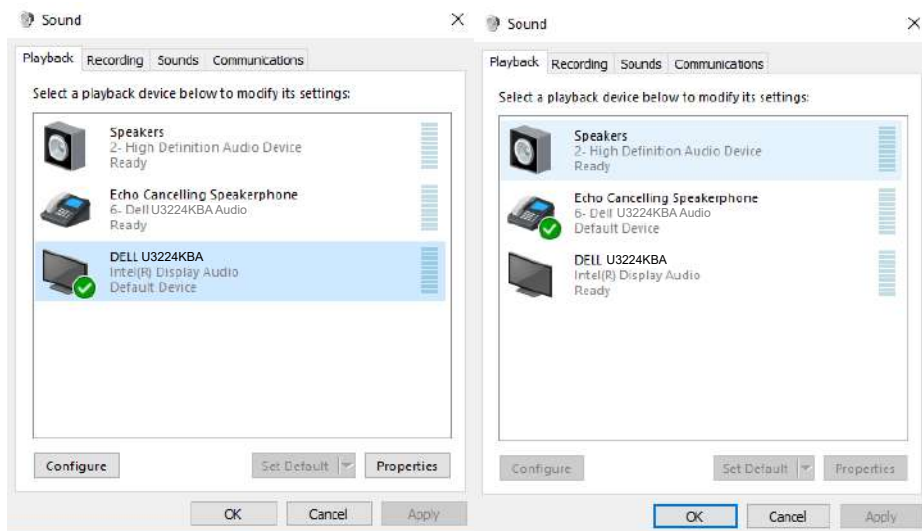 Sound
Playback Recording Sounds Communications
Select a playback device below to modify its settings:
Speakers
2- High Definition Audio Device
Ready
Echo Cancelling Speakerphone
6- Dell U3224KBA Audio
Ready
DELL U3224KBA
Intel(R) Display Audio
Default Device
Configure Set Default Properties
OK Cancel Apply
Sound
Playback Recording Sounds Communications
Select a playback device below to modify its settings:
Speakers
2- High Definition Audio Device
Ready
Echo Cancelling Speakerphone
6- Dell U3224KBA Audio
Default Device
DELL U3224KBA
Intel(R) Display Audio
Ready
Configure Set Default Properties
OK Cancel Apply